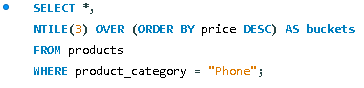 SELECT *,
NTILE(3) OVER (ORDER BY price DESC) AS buckets
FROM products
WHERE product_category = "Phone";